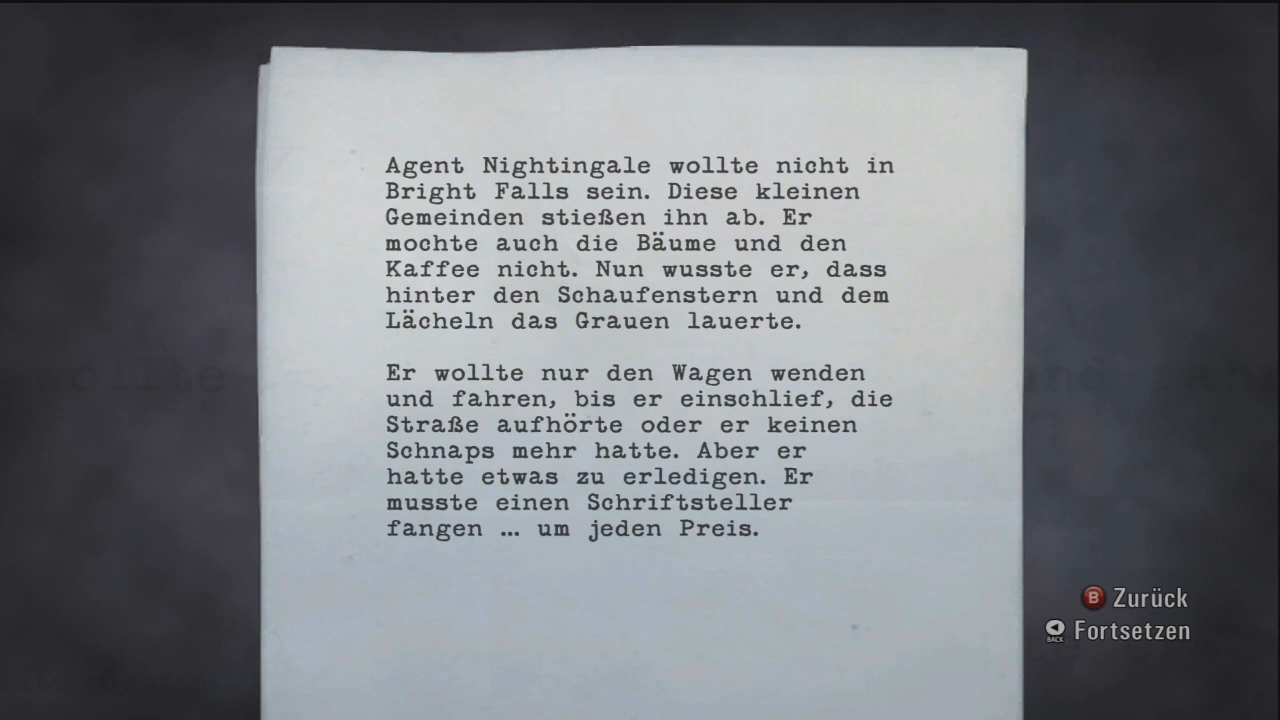 Agent Nightingale wollte nicht in
Bright Falls sein. Diese kleinen
Gemeinden stießen ihn ab. Er
mochte auch die Bäume und den
Kaffee nicht. Nun wusste er, dass
hinter den Schaufenstern und dem
Lächeln das Grauen lauerte.
Er wollte nur den Wagen wenden
und fahren, bis er einschlief, die
Straße aufhörte oder er keinen
Schnaps mehr hatte. Aber er
hatte etwas zu erledigen. Er
musste einen Schriftsteller
fangen … um jeden Preis.
B Zurück
BACK Fortsetzen